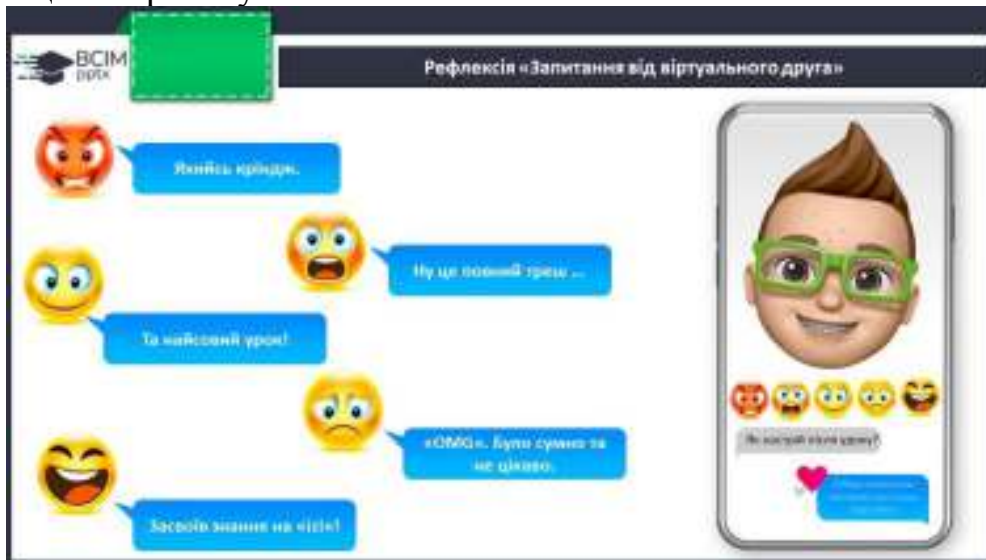 ВСІМ
pptx
Рефлексія «Запитання від віртуального друга»
Якийсь кріндж.
Ну це повний треш ...
Та найсовий урок!
«OMG». Було сумно та
не цікаво.
Засвоїв знання на «ізі»!
Як настрій після уроку?